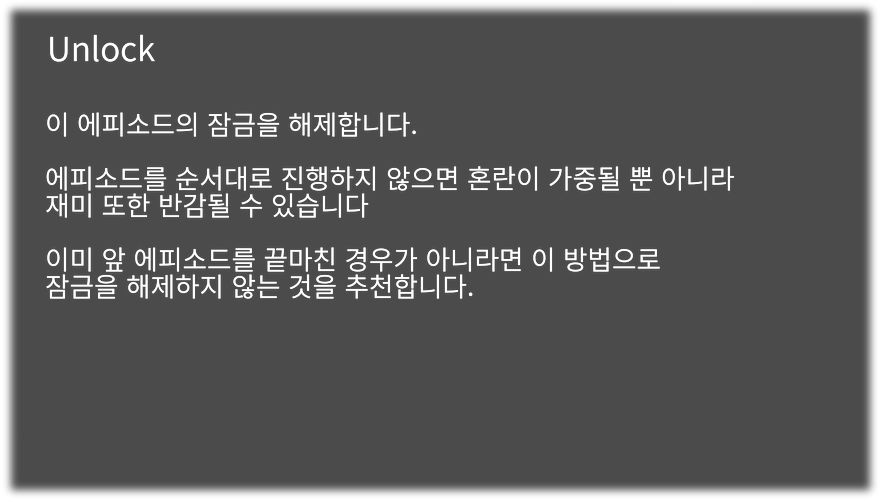 Unlock
이 에피소드의 잠금을 해제합니다.
에피소드를 순서대로 진행하지 않으면 혼란이 가중될 뿐 아니라
재미 또한 반감될 수 있습니다
이미 앞 에피소드를 끝마친 경우가 아니라면 이 방법으로
잠금을 해제하지 않는 것을 추천합니다.